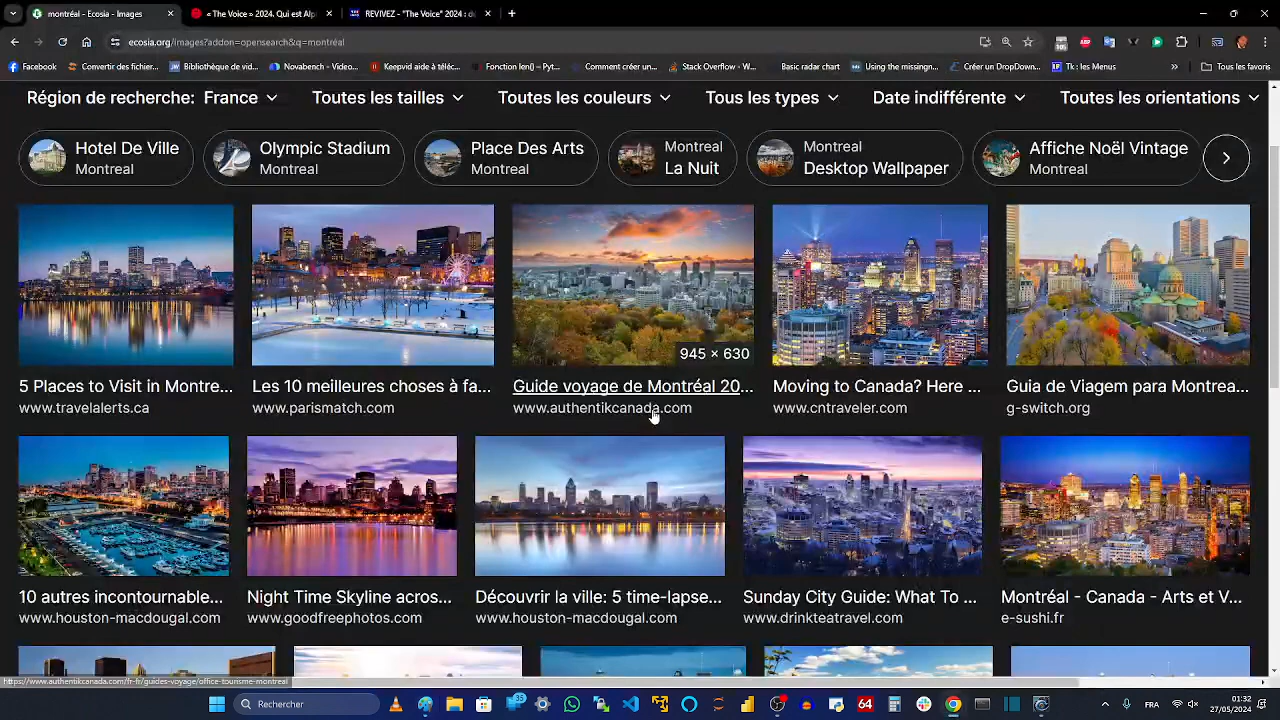 montréal - Ecosia - Images
« The Voice » 2024. Qui est Alp
REVIVEZ - "The Voice" 2024 : de
ecosia.org/images?addon=opensearch&q=montréal
Facebook
Convertir des fichier...
Bibliothèque de vid...
Novabench - Video...
Keepvid aide à téléc...
Fonction len() — Pyt...
Comment créer un...
Stack Overflow - W...
Basic radar chart
Using the missingn...
Créer un DropDown...
Tk : les Menus
»
Tous les favoris
Région de recherche: France
Toutes les tailles
Toutes les couleurs
Tous les types
Date indifférente
Toutes les orientations
Hotel De Ville
Montreal
Olympic Stadium
Montreal
Place Des Arts
Montreal
Montreal
La Nuit
Montreal
Desktop Wallpaper
Affiche Noël Vintage
Montreal
945 × 630
5 Places to Visit in Montre...
www.travelalerts.ca
Les 10 meilleures choses à fa...
www.parismatch.com
Guide voyage de Montréal 20...
www.authentikcanada.com
Moving to Canada? Here ...
www.cntraveler.com
Guia de Viagem para Montrea...
g-switch.org
10 autres incontournable...
www.houston-macdougal.com
Night Time Skyline acros...
www.goodfreephotos.com
Découvrir la ville: 5 time-lapse...
www.houston-macdougal.com
Sunday City Guide: What To ...
www.drinkteatravel.com
Montréal - Canada - Arts et V...
e-sushi.fr
https://www.authentikcanada.com/fr-fr/guides-voyage/office-tourisme-montreal
Rechercher
35
64
FRA
01:32
27/05/2024